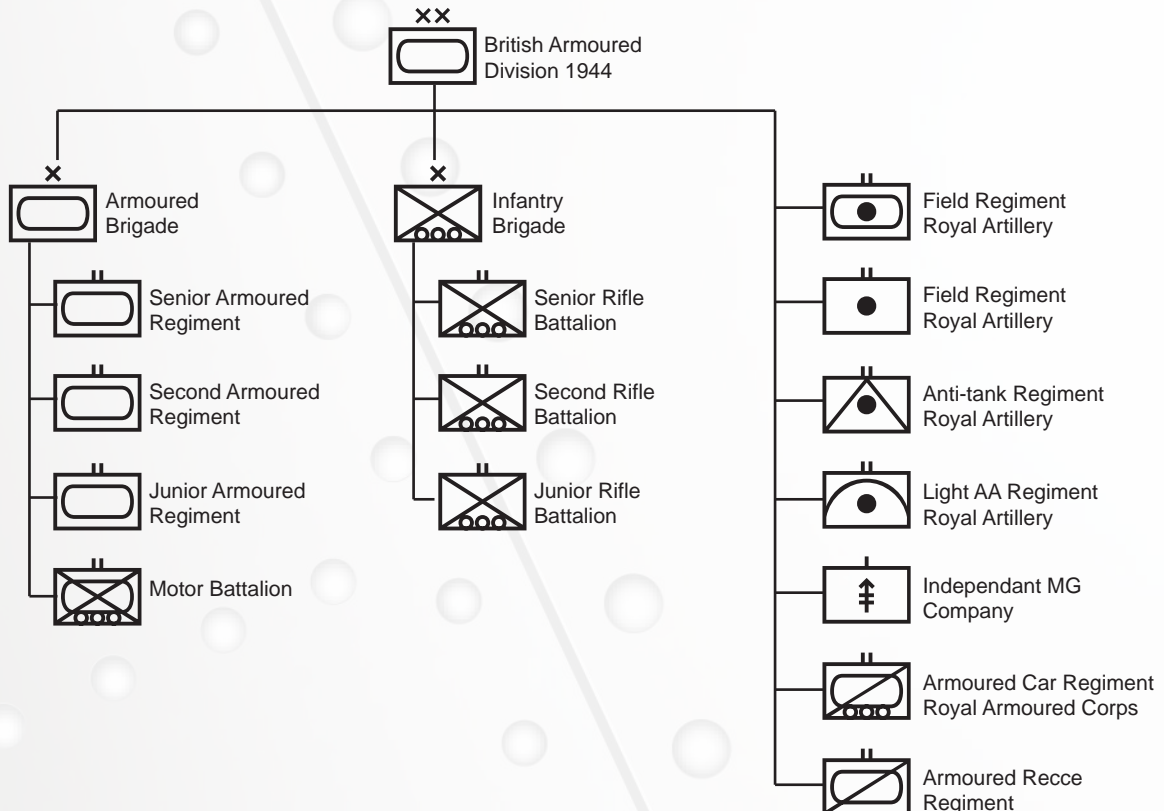 British Armoured
Division 1944
Armoured
Brigade
Senior Armoured
Regiment
Second Armoured
Regiment
Junior Armoured
Regiment
Motor Battalion
Infantry
Brigade
Senior Rifle
Battalion
Second Rifle
Battalion
Junior Rifle
Battalion
Field Regiment
Royal Artillery
Field Regiment
Royal Artillery
Anti-tank Regiment
Royal Artillery
Light AA Regiment
Royal Artillery
Independant MG
Company
Armoured Car Regiment
Royal Armoured Corps
Armoured Recce
Regiment